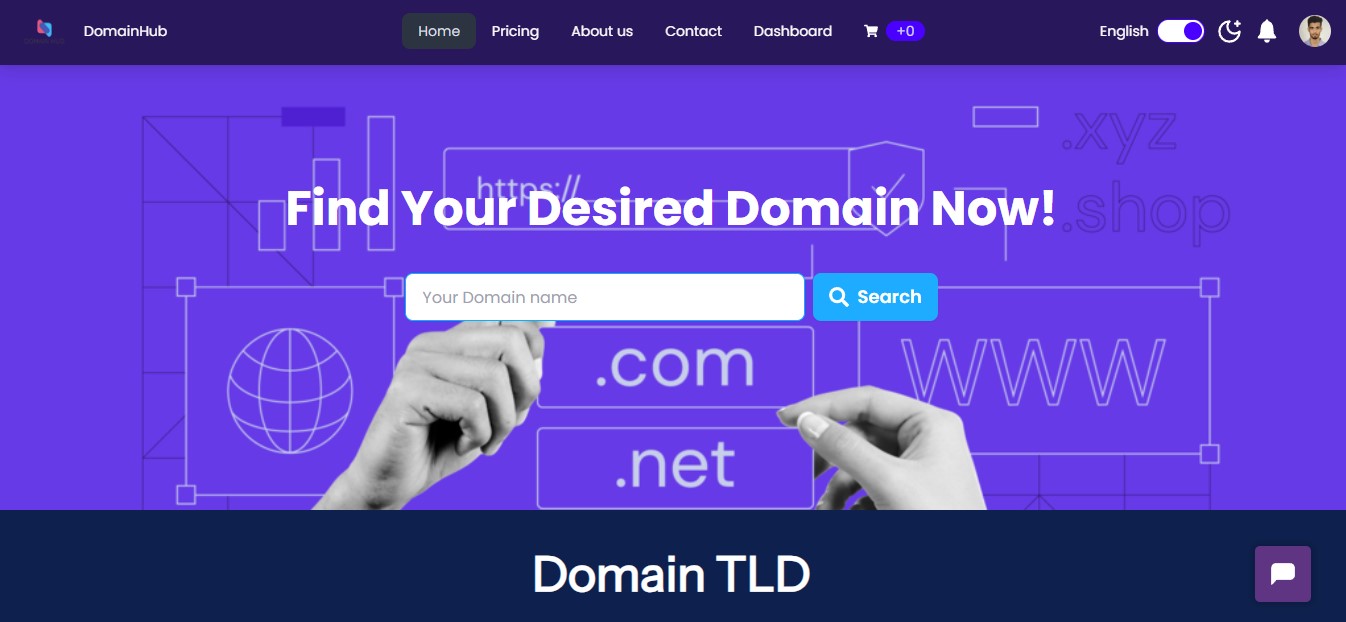 DomainHub
Home
Pricing
About us
Contact
Dashboard
+0
English
.xyz
https://
Find Your Desired Domain Now!
.shop
Your Domain name
Search
.com
WWW
.net
Domain TLD